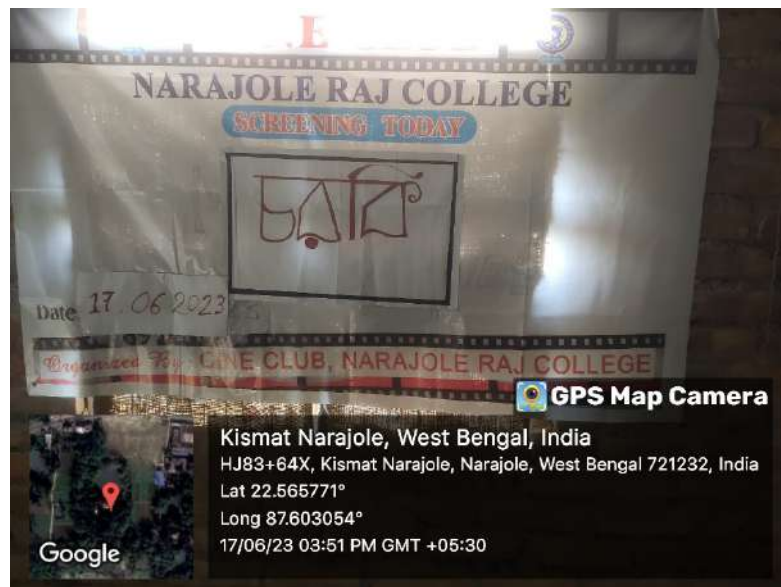 NARAJOLE RAJ COLLEGE
SCREENING TODAY
চরকি
Date 17.06.2023
Organized By - CINE CLUB, NARAJOLE RAJ COLLEGE
GPS Map Camera
Kismat Narajole, West Bengal, India
HJ83+64X, Kismat Narajole, Narajole, West Bengal 721232, India
Lat 22.565771°
Long 87.603054°
17/06/23 03:51 PM GMT +05:30
Google